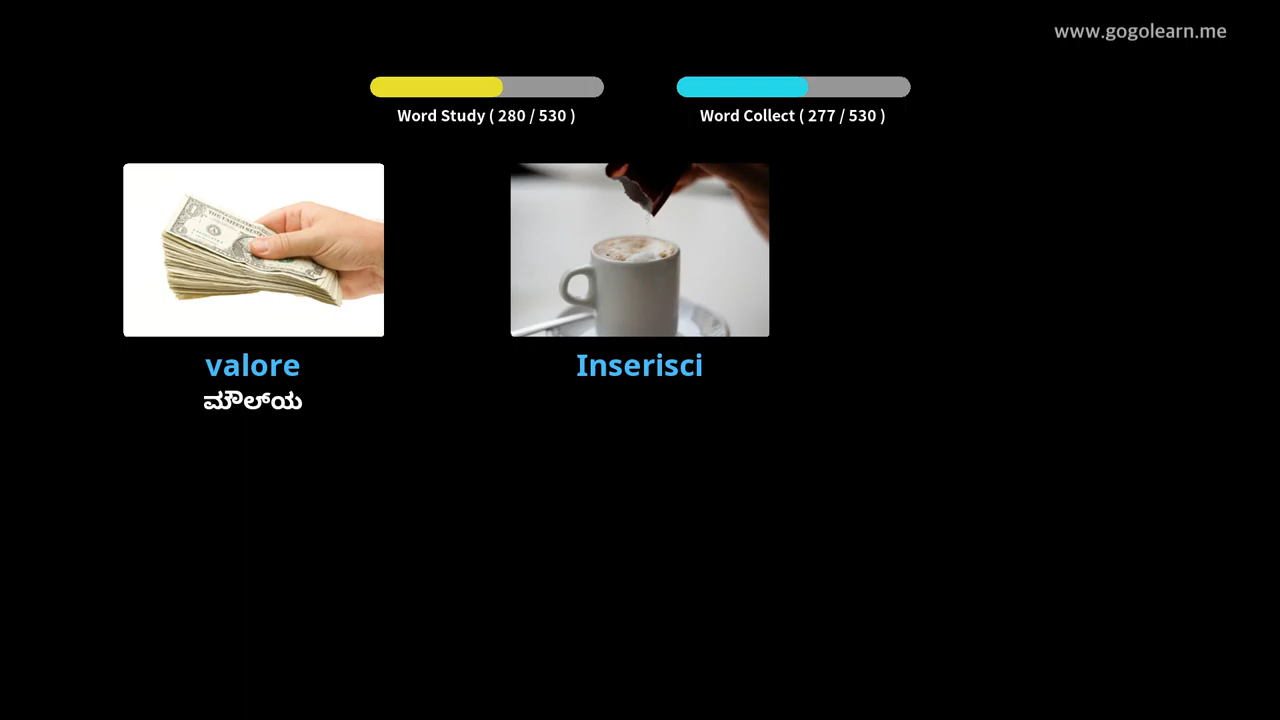 www.gogolearn.me
Word Study ( 280 / 530 )
Word Collect ( 277 / 530 )
valore
Inserisci
ಮೌಲ್‌ಯ